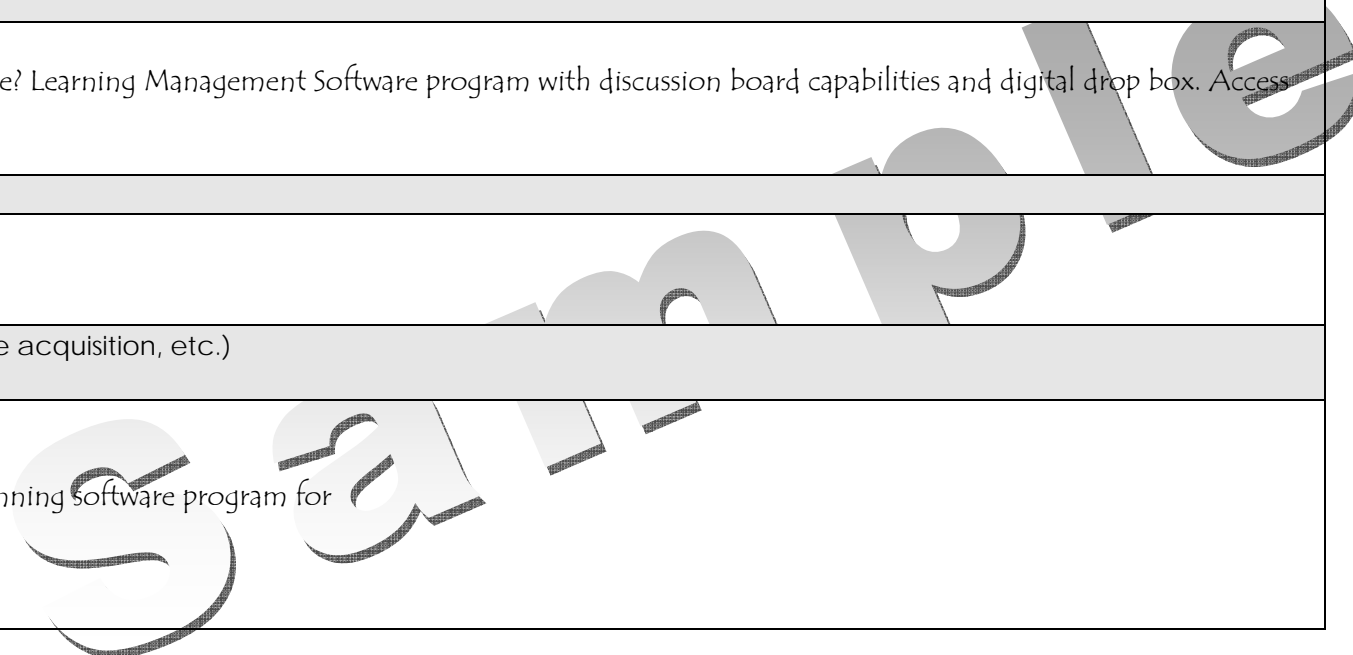 e? Learning Management Software program with discussion board capabilities and digital drop box. Access
e acquisition, etc.)
nning software program for
Sample